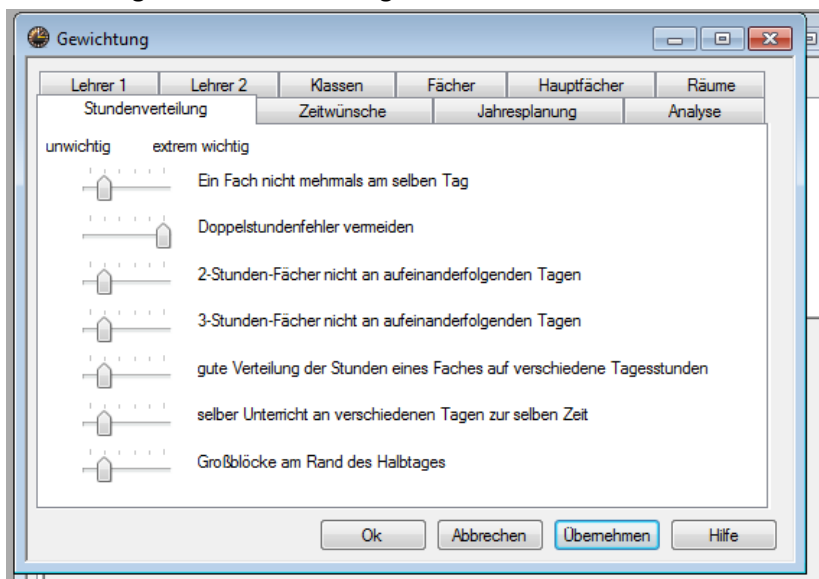 Gewichtung
Lehrer 1 Lehrer 2 Klassen Fächer Hauptfächer Räume
Stundenverteilung Zeitwünsche Jahresplanung Analyse
unwichtig extrem wichtig
Ein Fach nicht mehrmals am selben Tag
Doppelstundenfehler vermeiden
2-Stunden-Fächer nicht an aufeinanderfolgenden Tagen
3-Stunden-Fächer nicht an aufeinanderfolgenden Tagen
gute Verteilung der Stunden eines Faches auf verschiedene Tagesstunden
selber Unterricht an verschiedenen Tagen zur selben Zeit
Großblöcke am Rand des Halbtages
Ok Abbrechen Übernehmen Hilfe